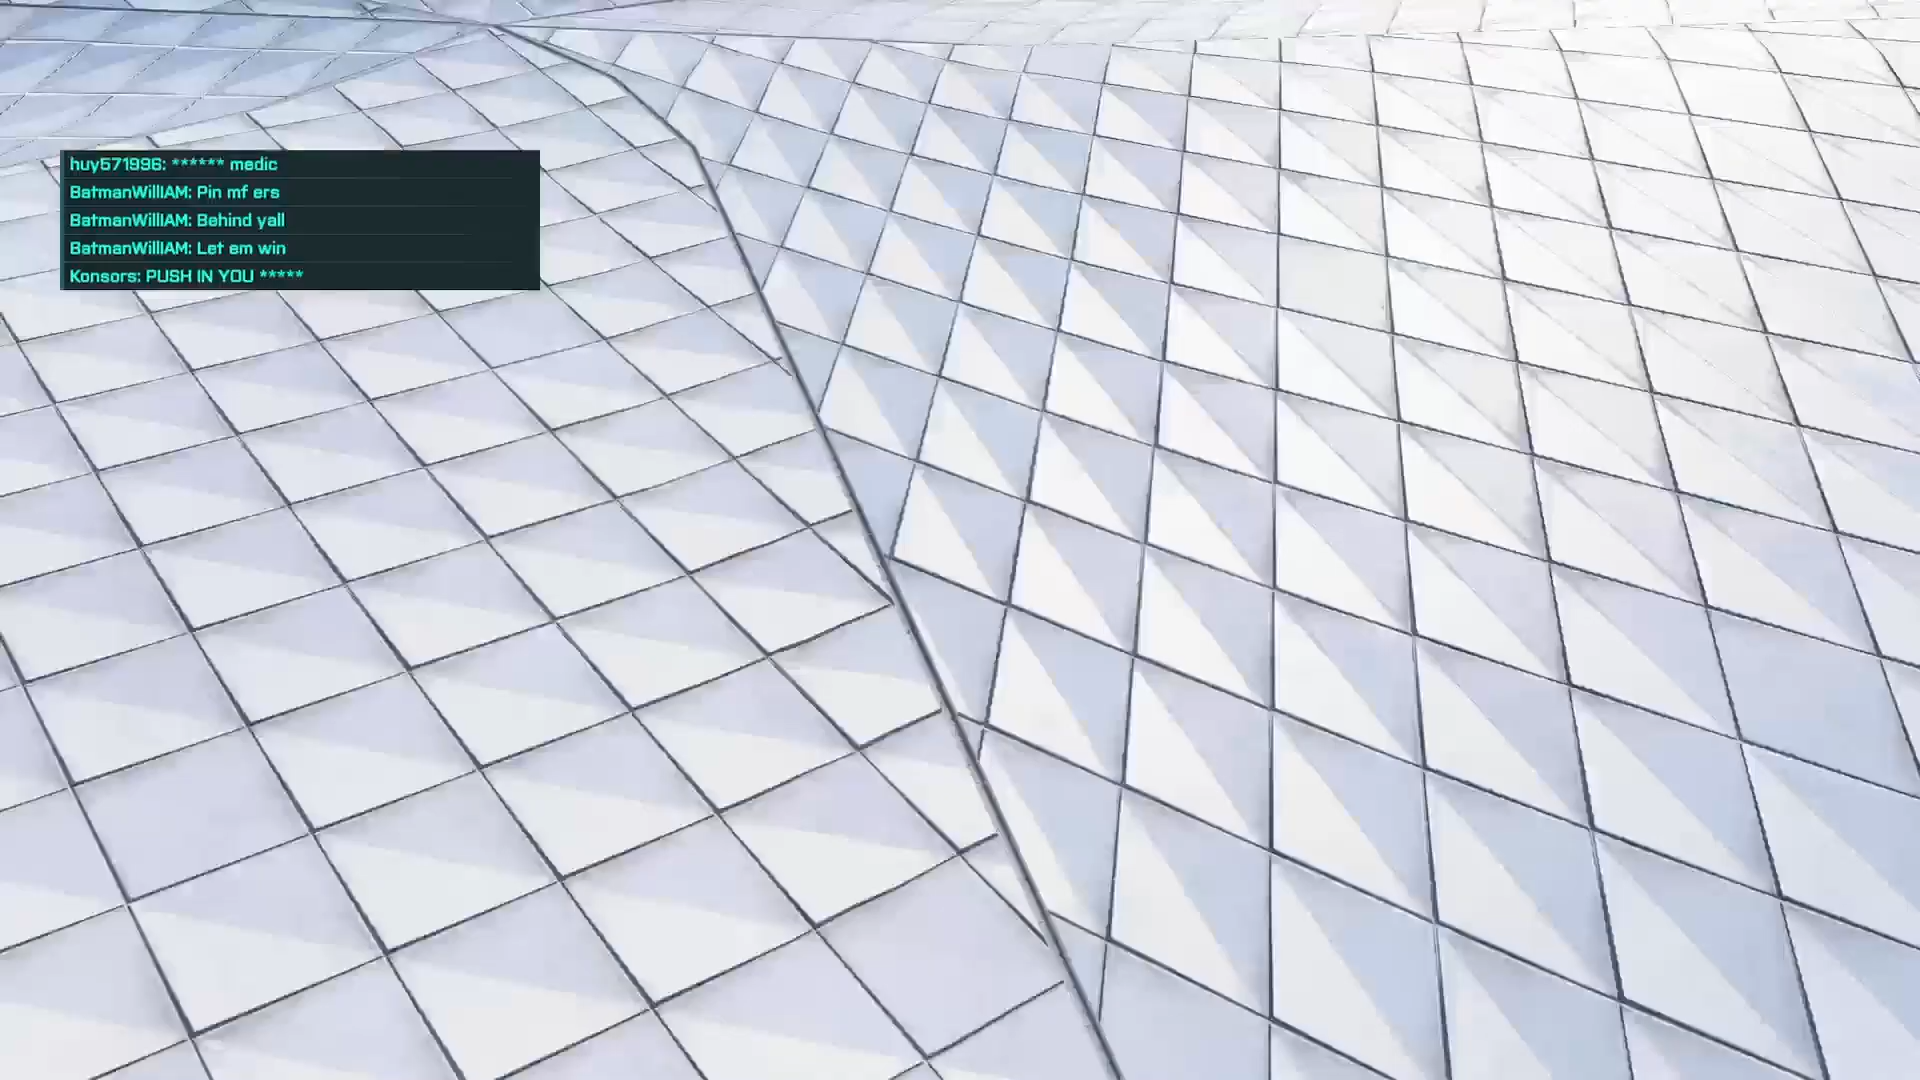 huy571996: ****** medic
BatmanWillIAM: Pin mf ers
BatmanWillIAM: Behind yall
BatmanWillIAM: Let em win
Konsors: PUSH IN YOU *****